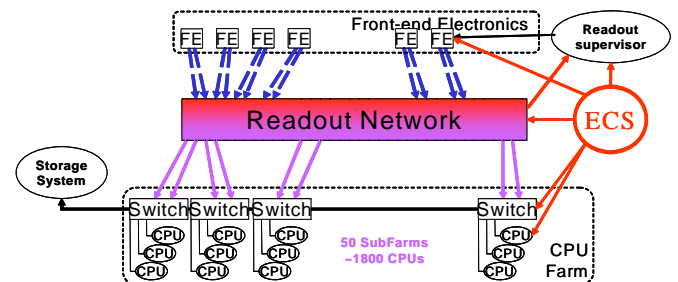 Front-end Electronics
FE FE FE FE FE FE
Readout
supervisor
Readout Network
ECS
Storage
System
Switch Switch Switch Switch
CPU CPU CPU CPU
CPU CPU CPU CPU
CPU CPU CPU CPU
50 SubFarms
~1800 CPUs
CPU
Farm